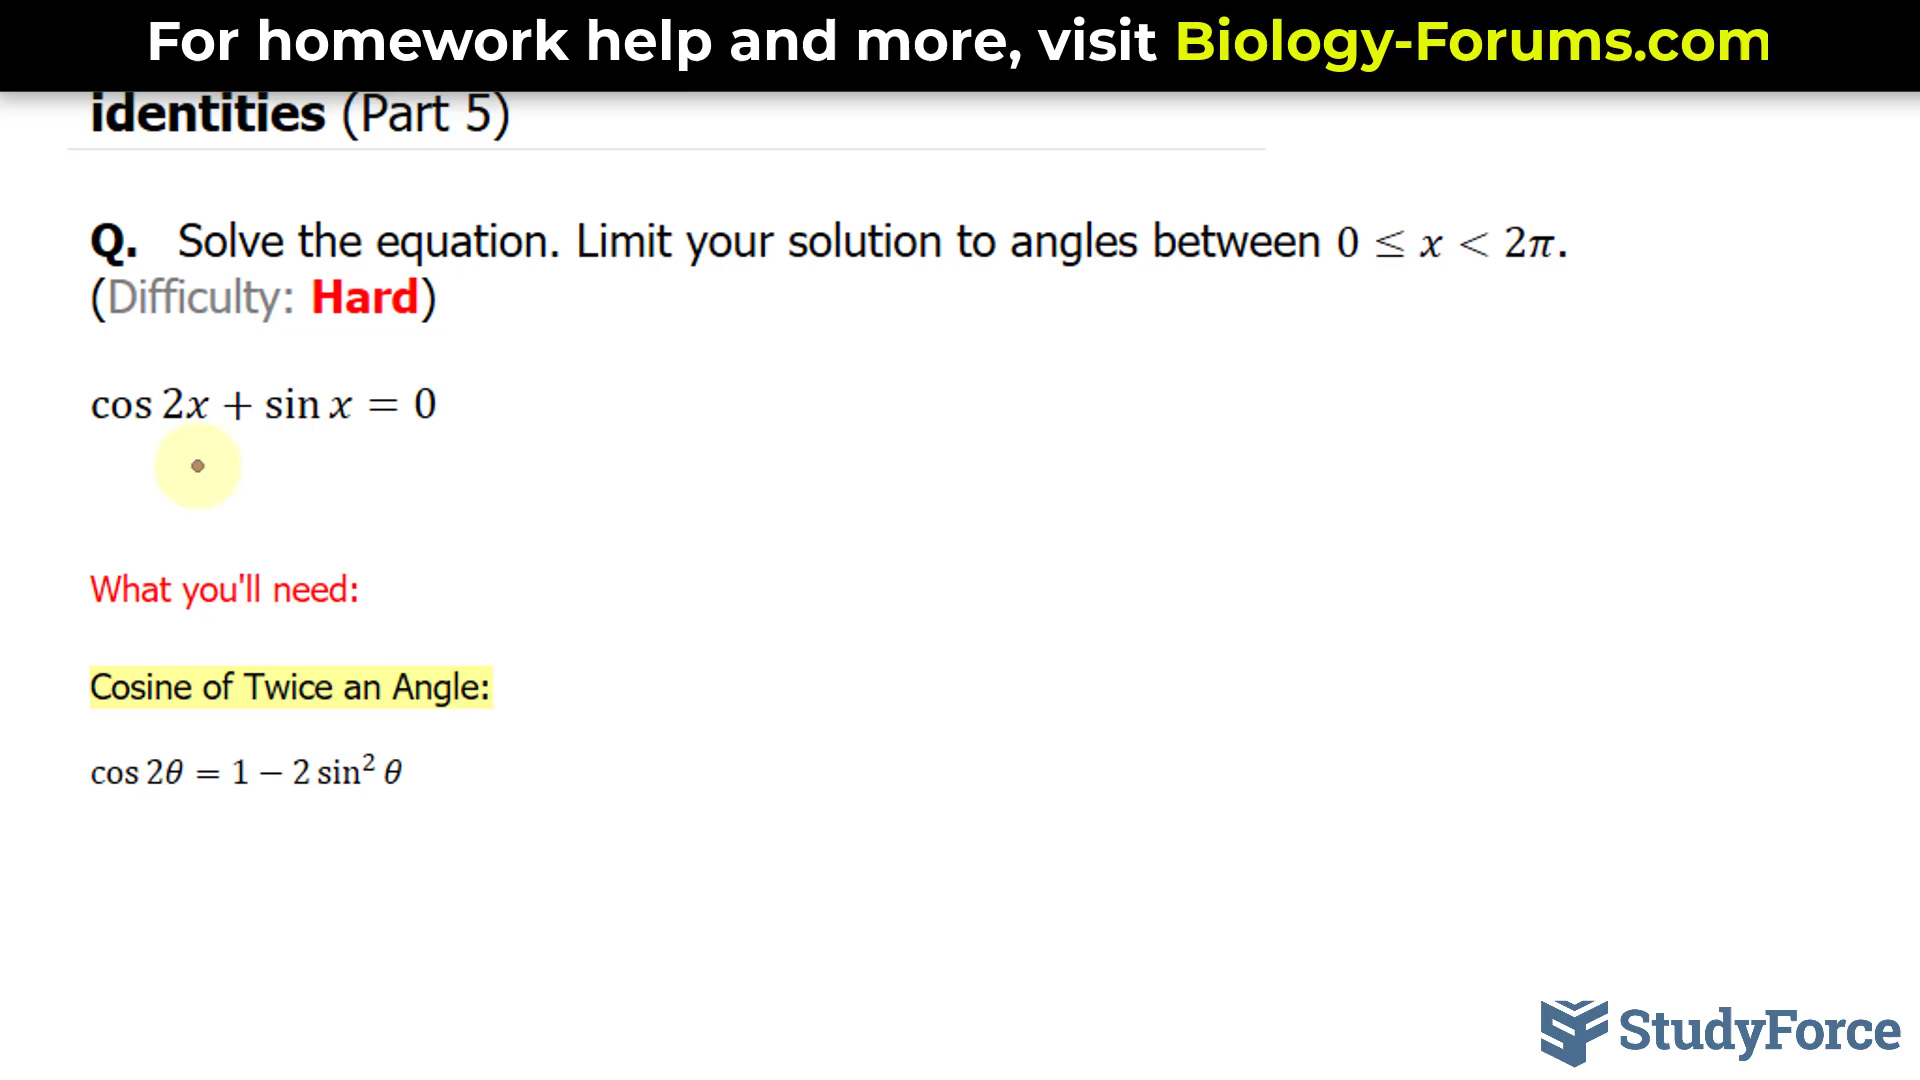 For homework help and more, visit Biology-Forums.com
identities (Part 5)
Q. Solve the equation. Limit your solution to angles between 0 ≤ x < 2π.
(Difficulty: Hard)
cos 2x + sin x = 0
What you'll need:
Cosine of Twice an Angle:
cos 2θ = 1 − 2 sin² θ
StudyForce